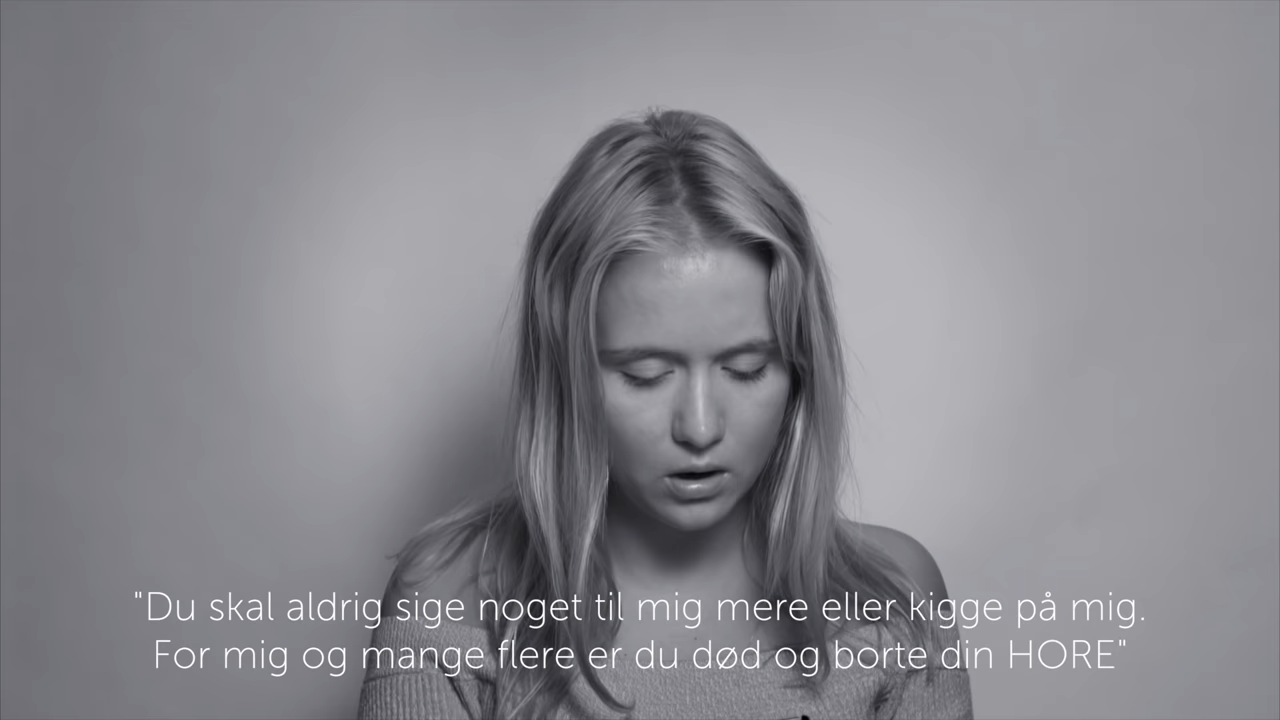 "Du skal aldrig sige noget til mig mere eller kigge på mig.
For mig og mange flere er du død og borte din HORE"